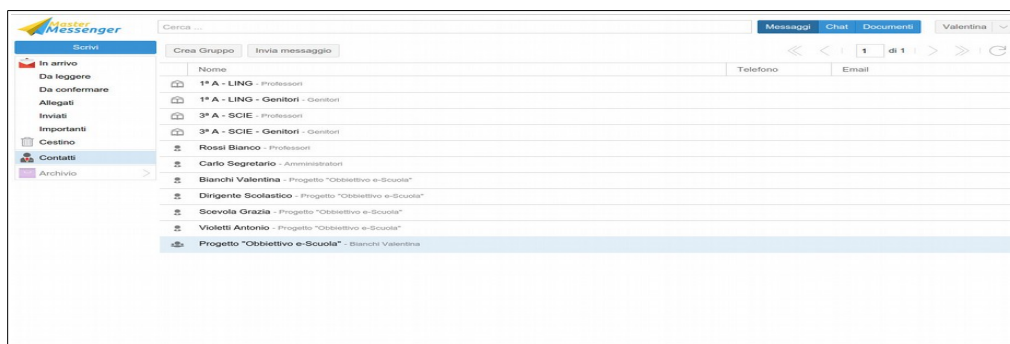 Master
Messenger
Cerca ...
Messaggi Chat Documenti Valentina
Scrivi
In arrivo
Da leggere
Da confermare
Allegati
Inviati
Importanti
Cestino
Contatti
Archivio
Crea Gruppo Invia messaggio
1 di 1
Nome Telefono Email
1ª A - LING - Professori
1ª A - LING - Genitori - Genitori
3ª A - SCIE - Professori
3ª A - SCIE - Genitori - Genitori
Rossi Bianco - Professori
Carlo Segretario - Amministratori
Bianchi Valentina - Progetto "Obbiettivo e-Scuola"
Dirigente Scolastico - Progetto "Obbiettivo e-Scuola"
Scevola Grazia - Progetto "Obbiettivo e-Scuola"
Violetti Antonio - Progetto "Obbiettivo e-Scuola"
Progetto "Obbiettivo e-Scuola" - Bianchi Valentina